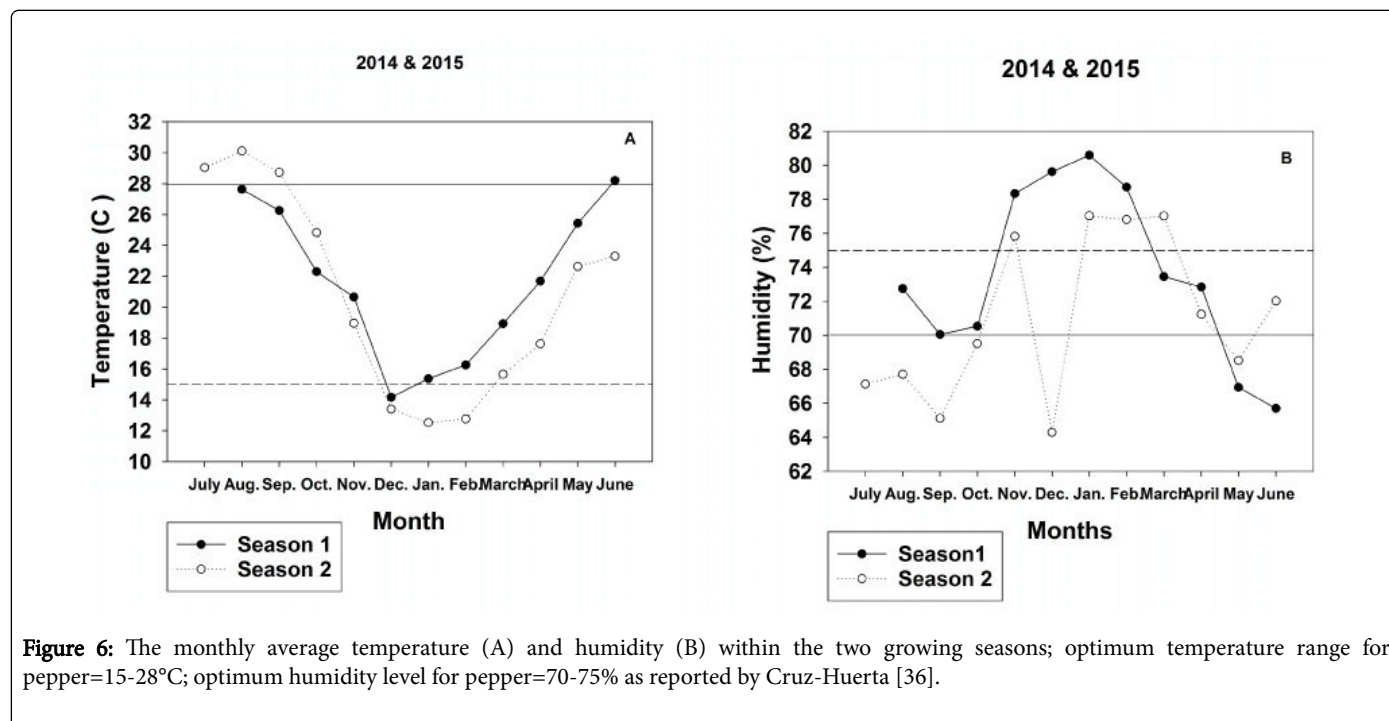 2014 & 2015
A
Temperature (C )
32
30
28
26
24
22
20
18
16
14
12
10
July Aug. Sep. Oct. Nov. Dec. Jan. Feb. March April May June
Month
Season 1
Season 2
2014 & 2015
B
Humidity (%)
82
80
78
76
74
72
70
68
66
64
62
July Aug. Sep. Oct. Nov. Dec. Jan. Feb. March April May June
Months
Season1
Season 2
Figure 6: The monthly average temperature (A) and humidity (B) within the two growing seasons; optimum temperature range for
pepper=15-28°C; optimum humidity level for pepper=70-75% as reported by Cruz-Huerta [36].